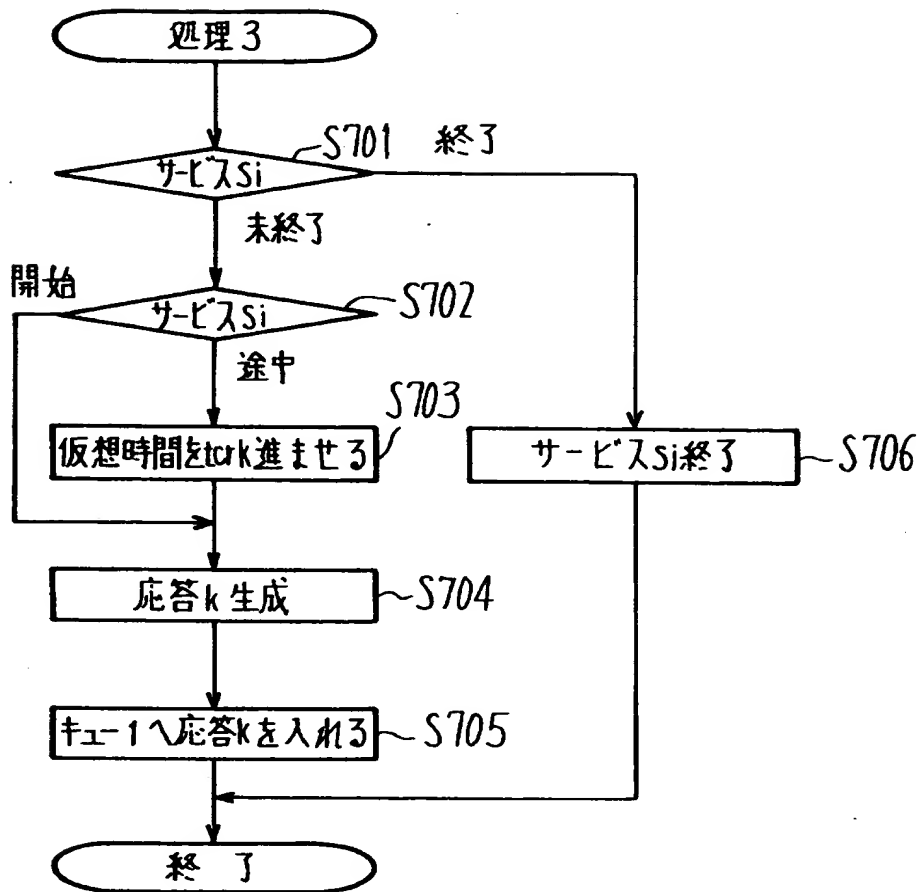 処理3
S701 終了
サービスSi
未終了
開始
サービスSi
S702
途中
S703
仮想時間をtcrk進ませる
サービスSi終了
S706
応答k生成
S704
キュー1へ応答kを入れる
S705
終了